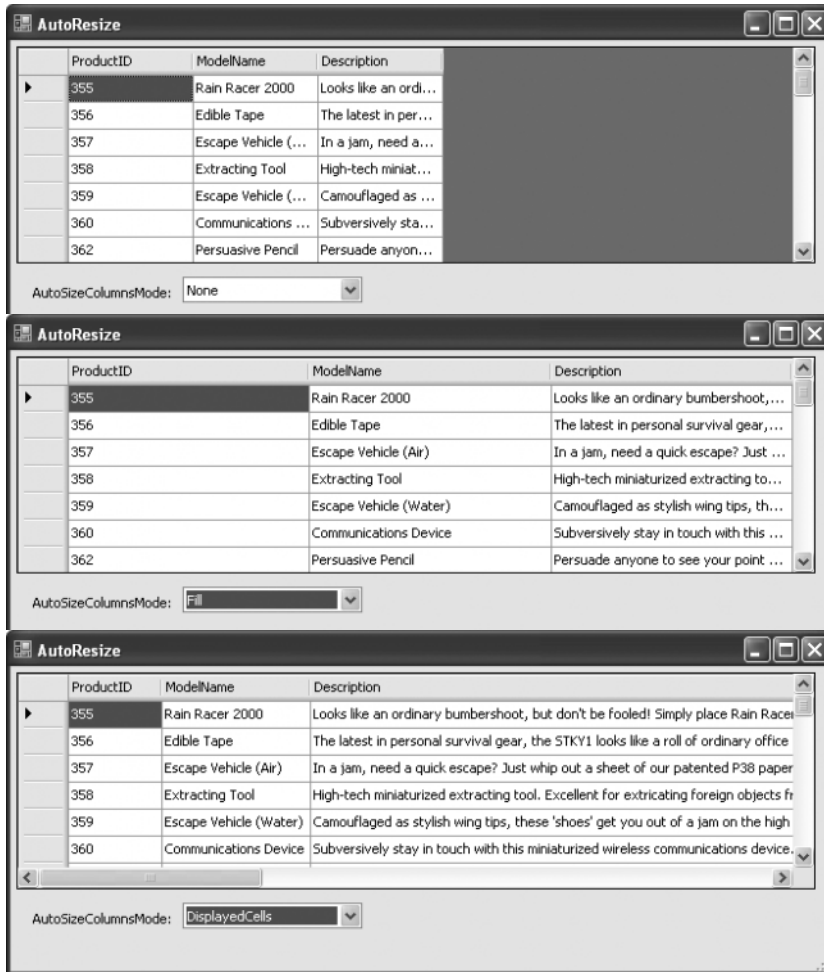 AutoResize
ProductID ModelName Description
355 Rain Racer 2000 Looks like an ordi...
356 Edible Tape The latest in per...
357 Escape Vehicle (... In a jam, need a...
358 Extracting Tool High-tech miniat...
359 Escape Vehicle (... Camouflaged as ...
360 Communications ... Subversively sta...
362 Persuasive Pencil Persuade anyon...
AutoSizeColumnsMode: None
AutoResize
ProductID ModelName Description
355 Rain Racer 2000 Looks like an ordinary bumbershoot,...
356 Edible Tape The latest in personal survival gear,...
357 Escape Vehicle (Air) In a jam, need a quick escape? Just ...
358 Extracting Tool High-tech miniaturized extracting to...
359 Escape Vehicle (Water) Camouflaged as stylish wing tips, th...
360 Communications Device Subversively stay in touch with this ...
362 Persuasive Pencil Persuade anyone to see your point ...
AutoSizeColumnsMode: Fill
AutoResize
ProductID ModelName Description
355 Rain Racer 2000 Looks like an ordinary bumbershoot, but don't be fooled! Simply place Rain Racer
356 Edible Tape The latest in personal survival gear, the STKY1 looks like a roll of ordinary office
357 Escape Vehicle (Air) In a jam, need a quick escape? Just whip out a sheet of our patented P38 paper
358 Extracting Tool High-tech miniaturized extracting tool. Excellent for extricating foreign objects fr
359 Escape Vehicle (Water) Camouflaged as stylish wing tips, these 'shoes' get you out of a jam on the high
360 Communications Device Subversively stay in touch with this miniaturized wireless communications device.
AutoSizeColumnsMode: DisplayedCells